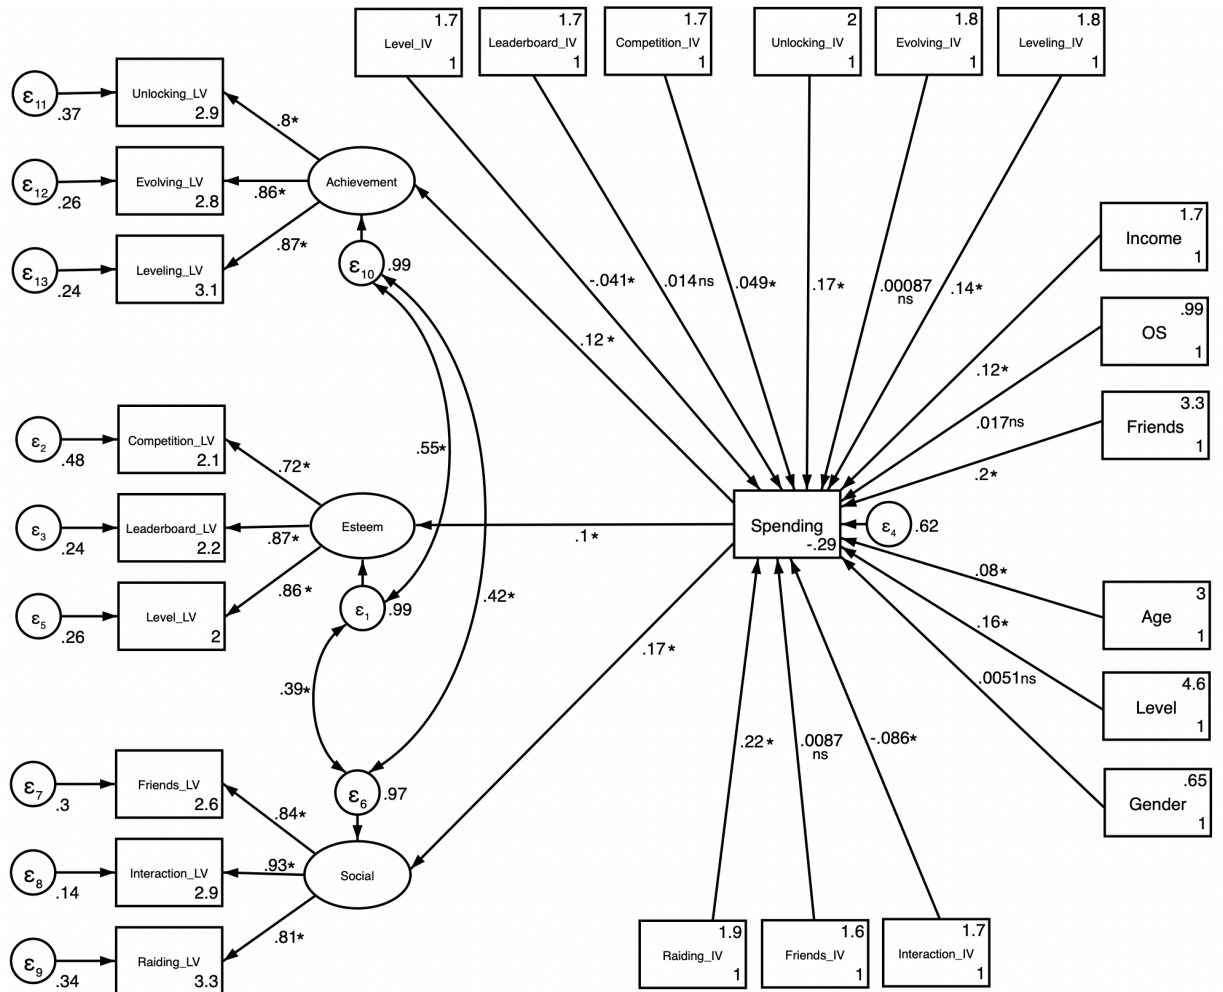 1.7
Level_IV
1
1.7
Leaderboard_IV
1
1.7
Competition_IV
1
2
Unlocking_IV
1
1.8
Evolving_IV
1
1.8
Leveling_IV
1
ε11
.37
Unlocking_LV
2.9
.8*
ε12
.26
Evolving_LV
2.8
.86*
Achievement
ε13
.24
Leveling_LV
3.1
.87*
ε10
.99
-.041*
.014ns
.049*
.17*
.00087
ns
.14*
1.7
Income
1
.12*
.99
OS
1
.017ns
3.3
Friends
1
.2*
.12*
ε2
.48
Competition_LV
2.1
.72*
.55*
ε3
.24
Leaderboard_LV
2.2
.87*
Esteem
.1*
Spending
-.29
ε4
.62
ε5
.26
Level_LV
2
.86*
ε1
.99
.42*
.39*
.17*
.08*
3
Age
1
.16*
4.6
Level
1
.0051ns
.65
Gender
1
ε7
.3
Friends_LV
2.6
.84*
ε6
.97
ε8
.14
Interaction_LV
2.9
.93*
Social
ε9
.34
Raiding_LV
3.3
.81*
.22*
.0087
ns
-.086*
1.9
Raiding_IV
1
1.6
Friends_IV
1
1.7
Interaction_IV
1